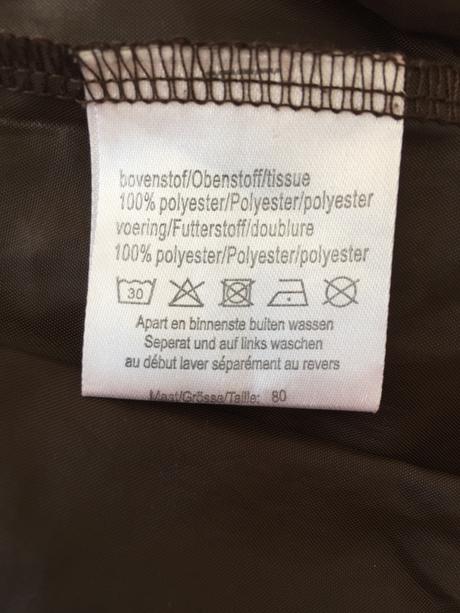 bovenstof/Obenstoff/tissue
100% polyester/Polyester/polyester
voering/Futterstoff/doublure
100% polyester/Polyester/polyester
30
Apart en binnenste buiten wassen
Seperat und auf links waschen
au début laver séparément au revers
Maat/Grösse/Taille: 80